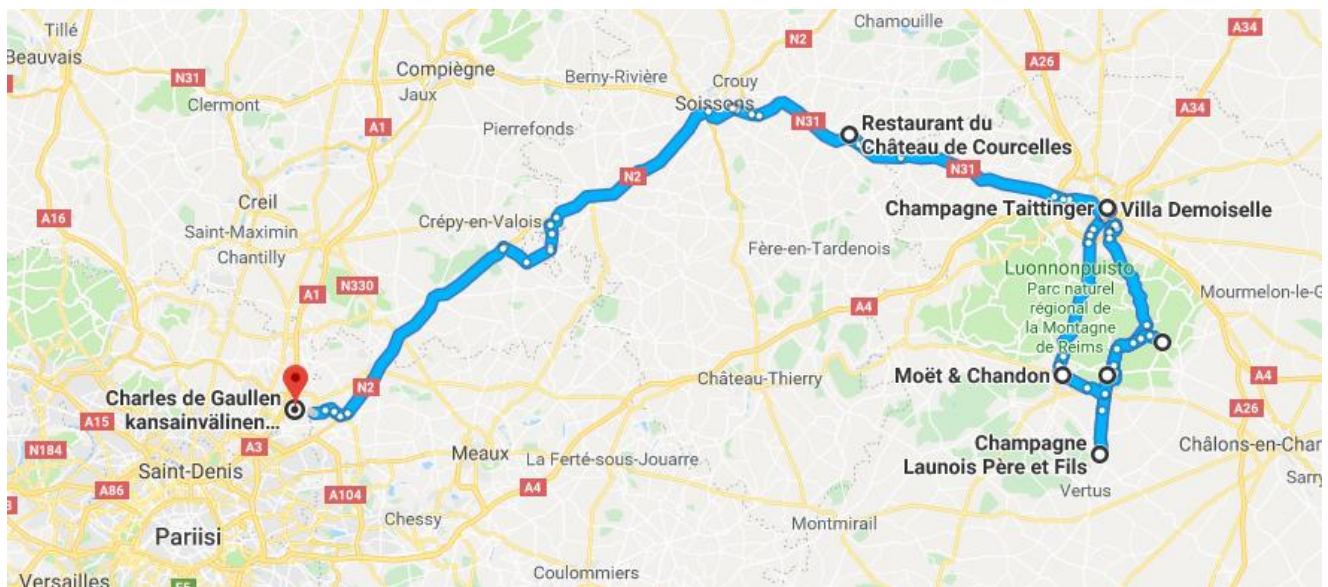 Tillé
Beauvais
N31
Clermont
Compiègne
Jaux
A1
Berny-Rivière
N2
Crouy
Soissons
Chamouille
A26
A34
A34
Pierrefonds
N31
Restaurant du
Château de Courcelles
N2
N31
A16
Creil
Saint-Maximin
Chantilly
Crépy-en-Valois
Champagne Taittinger
Villa Demoiselle
Fère-en-Tardenois
A1
N330
A4
Luonnonpuisto
Parc naturel
régional de
la Montagne
de Reims
Mourmelon-le-G
Charles de Gaullen
kansainvälinen...
N2
Château-Thierry
Moët & Chandon
A4
A26
A15
N184
A3
Saint-Denis
Meaux
La Ferté-sous-Jouarre
Champagne
Launois Père et Fils
Vertus
Châlons-en-Cham
Sarry
A86
A104
A4
Chessy
Montmirail
Pariisi
Versailles
Coulommiers